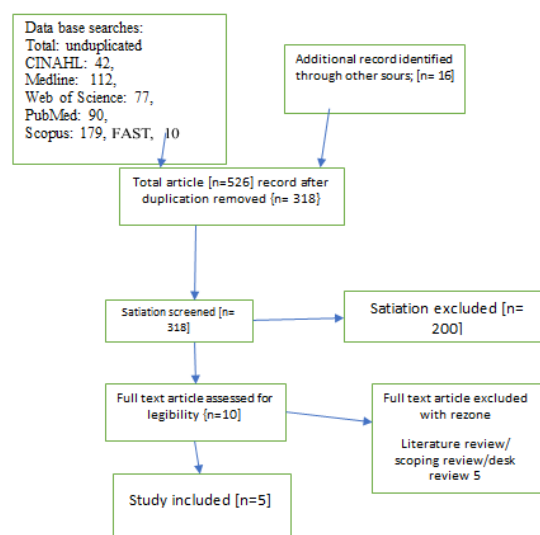 Data base searches:
Total: unduplicated
CINAHL: 42,
Medline: 112,
Web of Science: 77,
PubMed: 90,
Scopus: 179, FAST, 10
Additional record identified
through other sours; [n= 16]
Total article [n=526] record after
duplication removed {n= 318}
Satiation screened [n=
318]
Satiation excluded [n=
200]
Full text article assessed for
legibility {n=10]
Full text article excluded
with rezone
Literature review/
scoping review/desk
review 5
Study included [n=5]